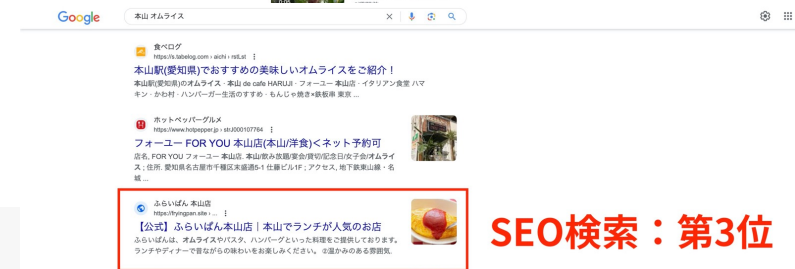 Google
本山 オムライス
食べログ
https://s.tabelog.com › aichi › rstLst
本山駅(愛知県)でおすすめの美味しいオムライスをご紹介！
本山駅(愛知県)のオムライス · 本山 de cafe HARUJI · フォーユー 本山店 · イタリアン食堂 ハマ
キン · かわ村 · ハンバーガー生活のすすめ · もんじゃ焼き×鉄板串 東京 ...
ホットペッパーグルメ
https://www.hotpepper.jp › strJ000107764
フォーユー FOR YOU 本山店(本山/洋食)＜ネット予約可
店名, FOR YOU フォーユー 本山店. 本山/飲み放題/宴会/貸切/記念日/女子会/オムライ
ス ; 住所. 愛知県名古屋市千種区末盛通5-1 仕藤ビル1F ; アクセス, 地下鉄東山線・名
城 ...
ふらいぱん 本山店
https://fryingpan.site › ...
【公式】ふらいぱん本山店｜本山でランチが人気のお店
ふらいぱんは、オムライスやパスタ、ハンバーグといった料理をご提供しております。
ランチやディナーで昔ながらの味わいをお楽しみください。 ②温かみのある雰囲気.
SEO検索：第3位